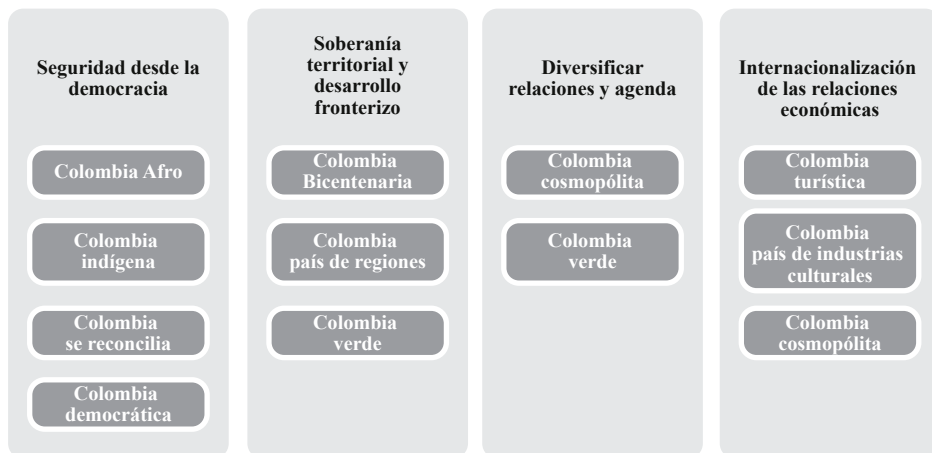 Seguridad desde la
democracia
Colombia Afro
Colombia
indígena
Colombia
se reconcilia
Colombia
democrática
Soberanía
territorial y
desarrollo
fronterizo
Colombia
Bicentenaria
Colombia
país de regiones
Colombia
verde
Diversificar
relaciones y agenda
Colombia
cosmopólita
Colombia
verde
Internacionalización
de las relaciones
económicas
Colombia
turística
Colombia
país de industrias
culturales
Colombia
cosmopólita